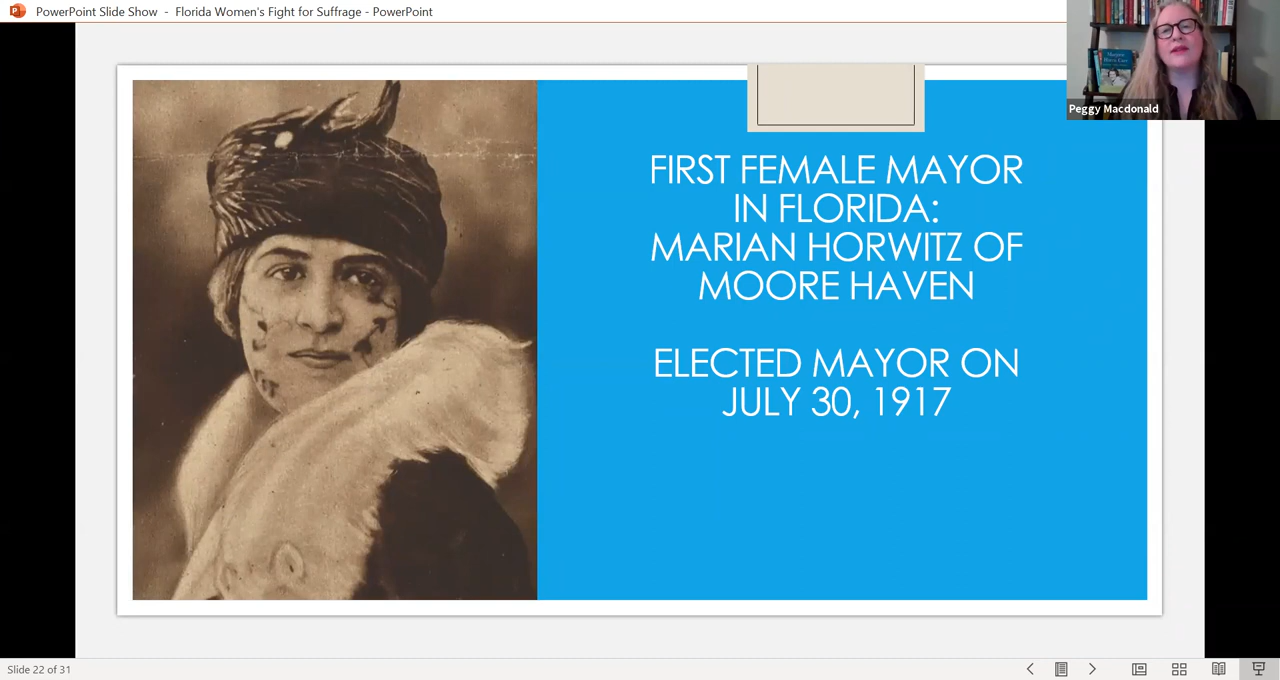 PowerPoint Slide Show - Florida Women's Fight for Suffrage - PowerPoint
Peggy Macdonald
FIRST FEMALE MAYOR
IN FLORIDA:
MARIAN HORWITZ OF
MOORE HAVEN
ELECTED MAYOR ON
JULY 30, 1917
Slide 22 of 31